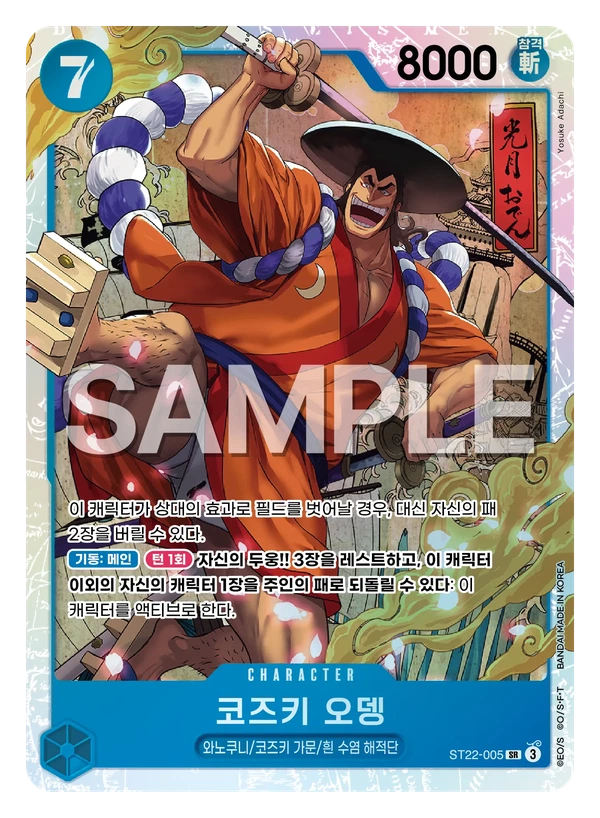 7
8000
참격
斬
Yosuke Adachi
光月おでん
SAMPLE
이 캐릭터가 상대의 효과로 필드를 벗어날 경우, 대신 자신의 패
2장을 버릴 수 있다.
기동: 메인 턴 1회 자신의 두웅!! 3장을 레스트하고, 이 캐릭터
이외의 자신의 캐릭터 1장을 주인의 패로 되돌릴 수 있다: 이
캐릭터를 액티브로 한다.
CHARACTER
코즈키 오뎅
와노쿠니/코즈키 가문/흰 수염 해적단
ST22-005 SR 3
©EO/S ©O/S·F·T BANDAI MADE IN KOREA